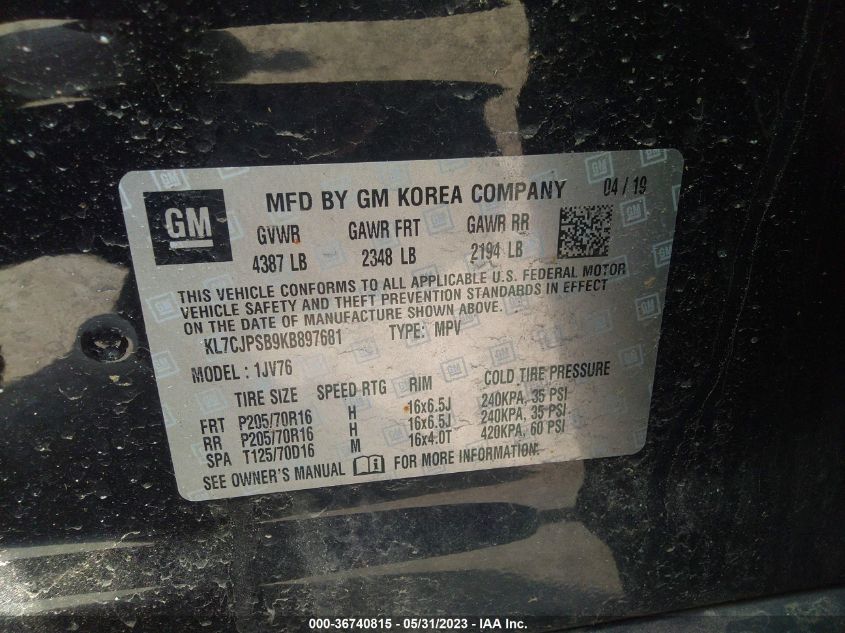 GM
MFD BY GM KOREA COMPANY 04 / 19
GVWR GAWR FRT GAWR RR
4387 LB 2348 LB 2194 LB
THIS VEHICLE CONFORMS TO ALL APPLICABLE U.S. FEDERAL MOTOR
VEHICLE SAFETY AND THEFT PREVENTION STANDARDS IN EFFECT
ON THE DATE OF MANUFACTURE SHOWN ABOVE.
KL7CJPSB9KB897681 TYPE: MPV
MODEL : 1JV76
TIRE SIZE SPEED RTG RIM COLD TIRE PRESSURE
FRT P205/70R16 H 16x6.5J 240KPA, 35 PSI
RR P205/70R16 H 16x6.5J 240KPA, 35 PSI
SPA T125/70D16 M 16x4.0T 420KPA, 60 PSI
SEE OWNER'S MANUAL FOR MORE INFORMATION.
000-36740815 - 05/31/2023 - IAA Inc.